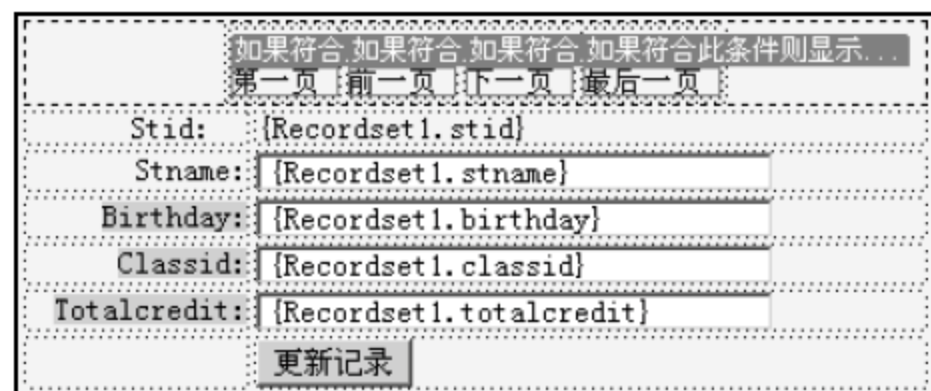 如果符合.如果符合.如果符合.如果符合此条件则显示...
第一页 前一页 下一页 最后一页
Stid: {Recordset1.stid}
Stname: {Recordset1.stname}
Birthday: {Recordset1.birthday}
Classid: {Recordset1.classid}
Totalcredit: {Recordset1.totalcredit}
更新记录